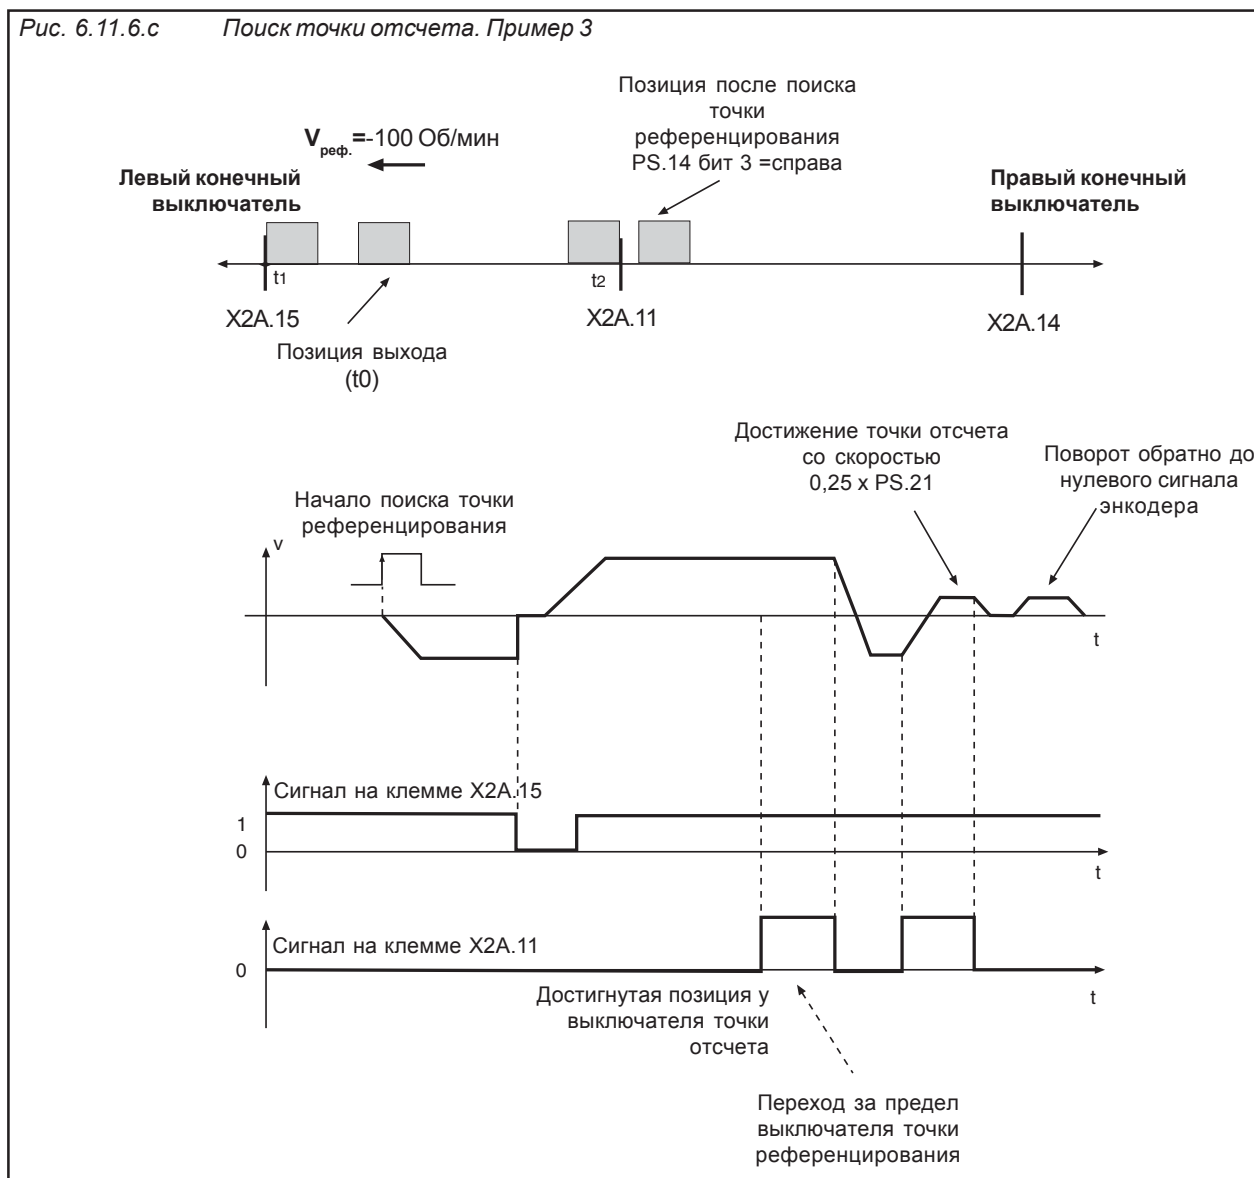 Рис. 6.11.6.с Поиск точки отсчета. Пример 3
Позиция после поиска
точки
референцирования
PS.14 бит 3 =справа
Vреф.=-100 Об/мин
Левый конечный
выключатель
Правый конечный
выключатель
t1
t2
X2A.15
X2A.11
X2A.14
Позиция выхода
(t0)
Достижение точки отсчета
со скоростью
0,25 x PS.21
Поворот обратно до
нулевого сигнала
энкодера
Начало поиска точки
референцирования
v
t
Сигнал на клемме X2A.15
1
0
t
Сигнал на клемме X2A.11
0
t
Достигнутая позиция у
выключателя точки
отсчета
Переход за предел
выключателя точки
референцирования